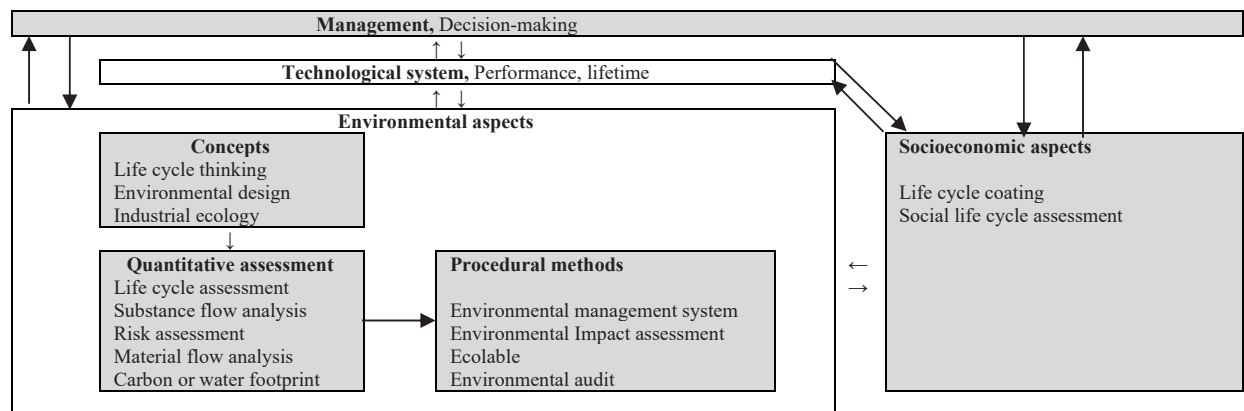 Management, Decision-making
↑ ↓
Technological system, Performance, lifetime
↑ ↓
Environmental aspects
Concepts
Life cycle thinking
Environmental design
Industrial ecology
↓
Quantitative assessment
Life cycle assessment
Substance flow analysis
Risk assessment
Material flow analysis
Carbon or water footprint
Procedural methods
Environmental management system
Environmental Impact assessment
Ecolable
Environmental audit
←
→
Socioeconomic aspects
Life cycle coating
Social life cycle assessment